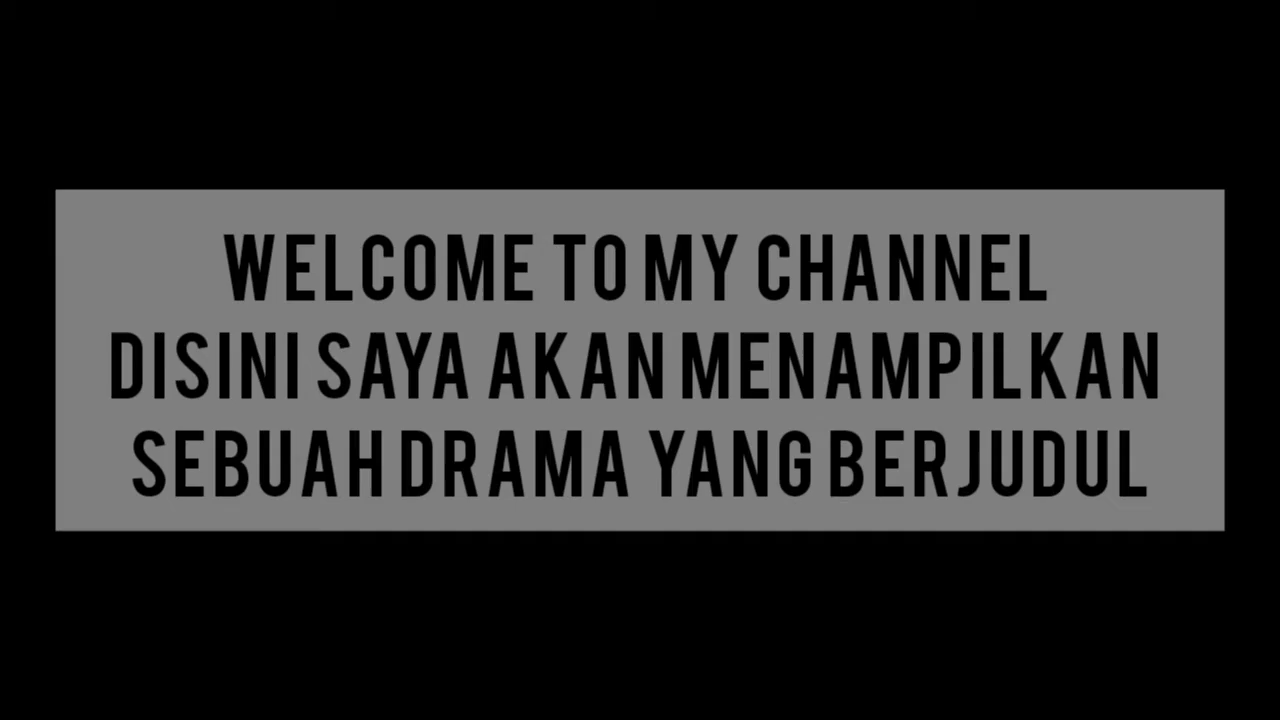 WELCOME TO MY CHANNEL
DISINI SAYA AKAN MENAMPILKAN
SEBUAH DRAMA YANG BERJUDUL